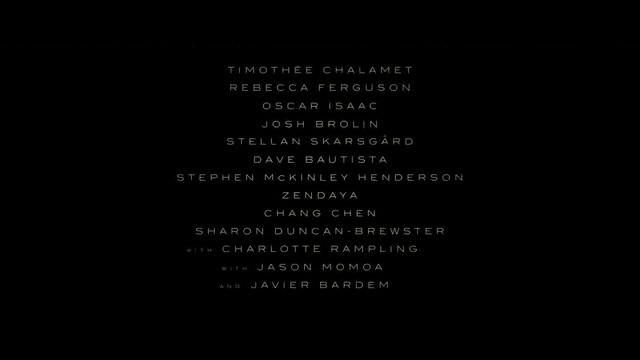 TIMOTHÉE CHALAMET
REBECCA FERGUSON
OSCAR ISAAC
JOSH BROLIN
STELLAN SKARSGÅRD
DAVE BAUTISTA
STEPHEN McKINLEY HENDERSON
ZENDAYA
CHANG CHEN
SHARON DUNCAN-BREWSTER
WITH CHARLOTTE RAMPLING
WITH JASON MOMOA
AND JAVIER BARDEM